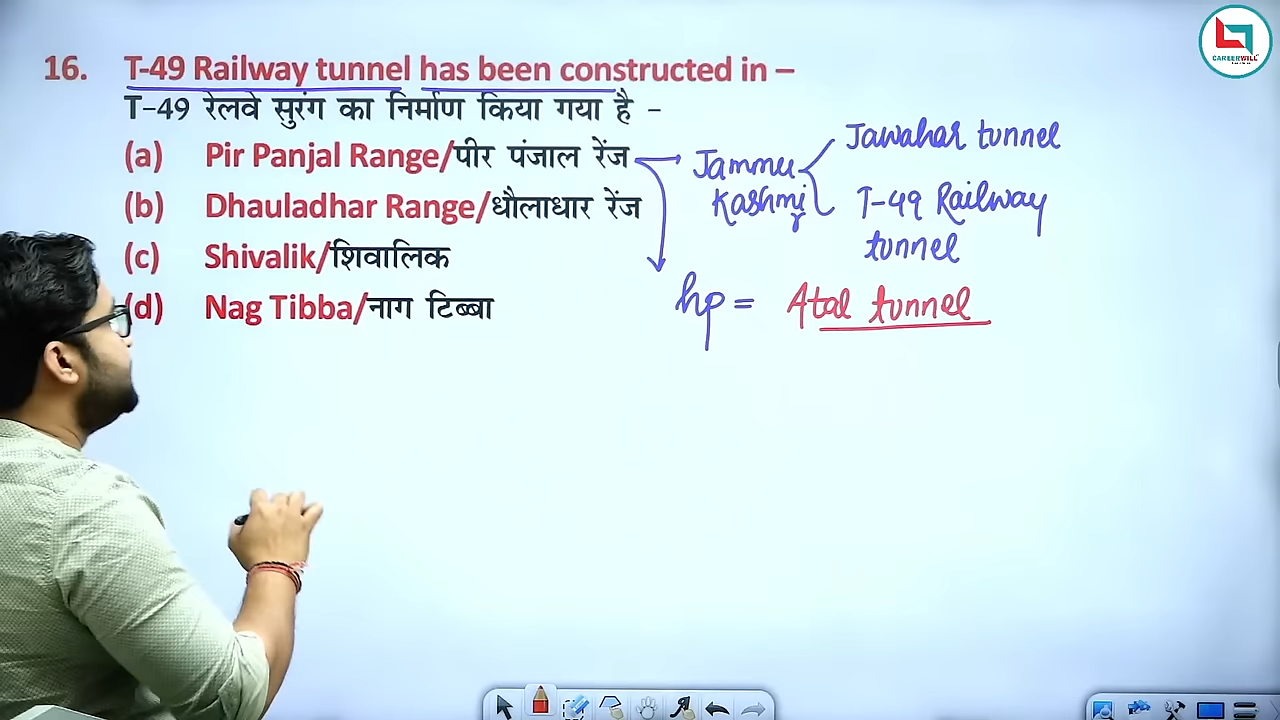 16. T-49 Railway tunnel has been constructed in –
T-49 रेलवे सुरंग का निर्माण किया गया है -
(a) Pir Panjal Range/पीर पंजाल रेंज
(b) Dhauladhar Range/धौलाधार रेंज
(c) Shivalik/शिवालिक
(d) Nag Tibba/नाग टिब्बा
Jammu
Kashmir
Jawahar tunnel
T-49 Railway
tunnel
hp = Atal tunnel
CAREERWILL